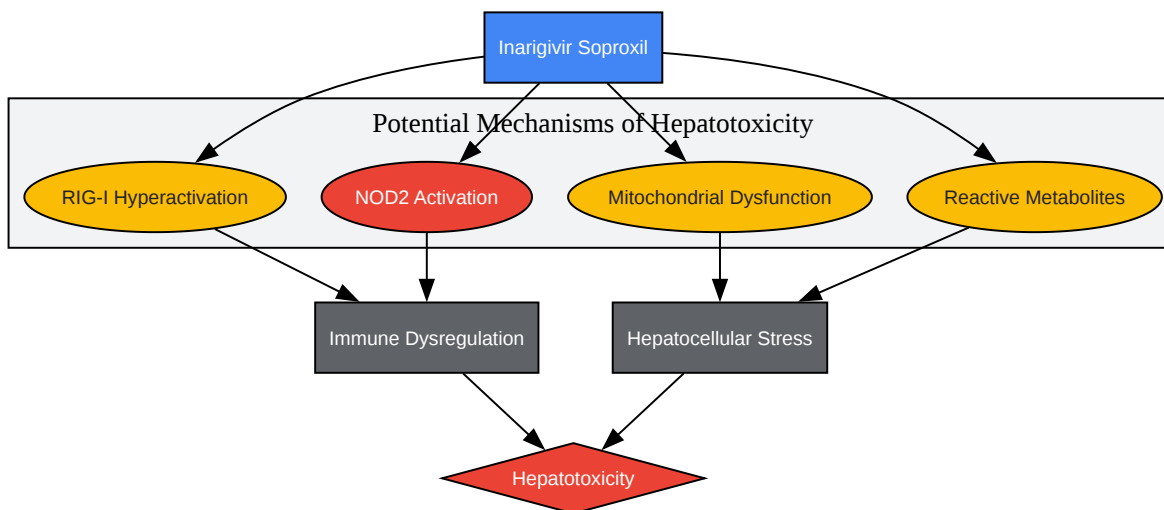 Inarigivir Soproxil
Potential Mechanisms of Hepatotoxicity
RIG-I Hyperactivation
NOD2 Activation
Mitochondrial Dysfunction
Reactive Metabolites
Immune Dysregulation
Hepatocellular Stress
Hepatotoxicity